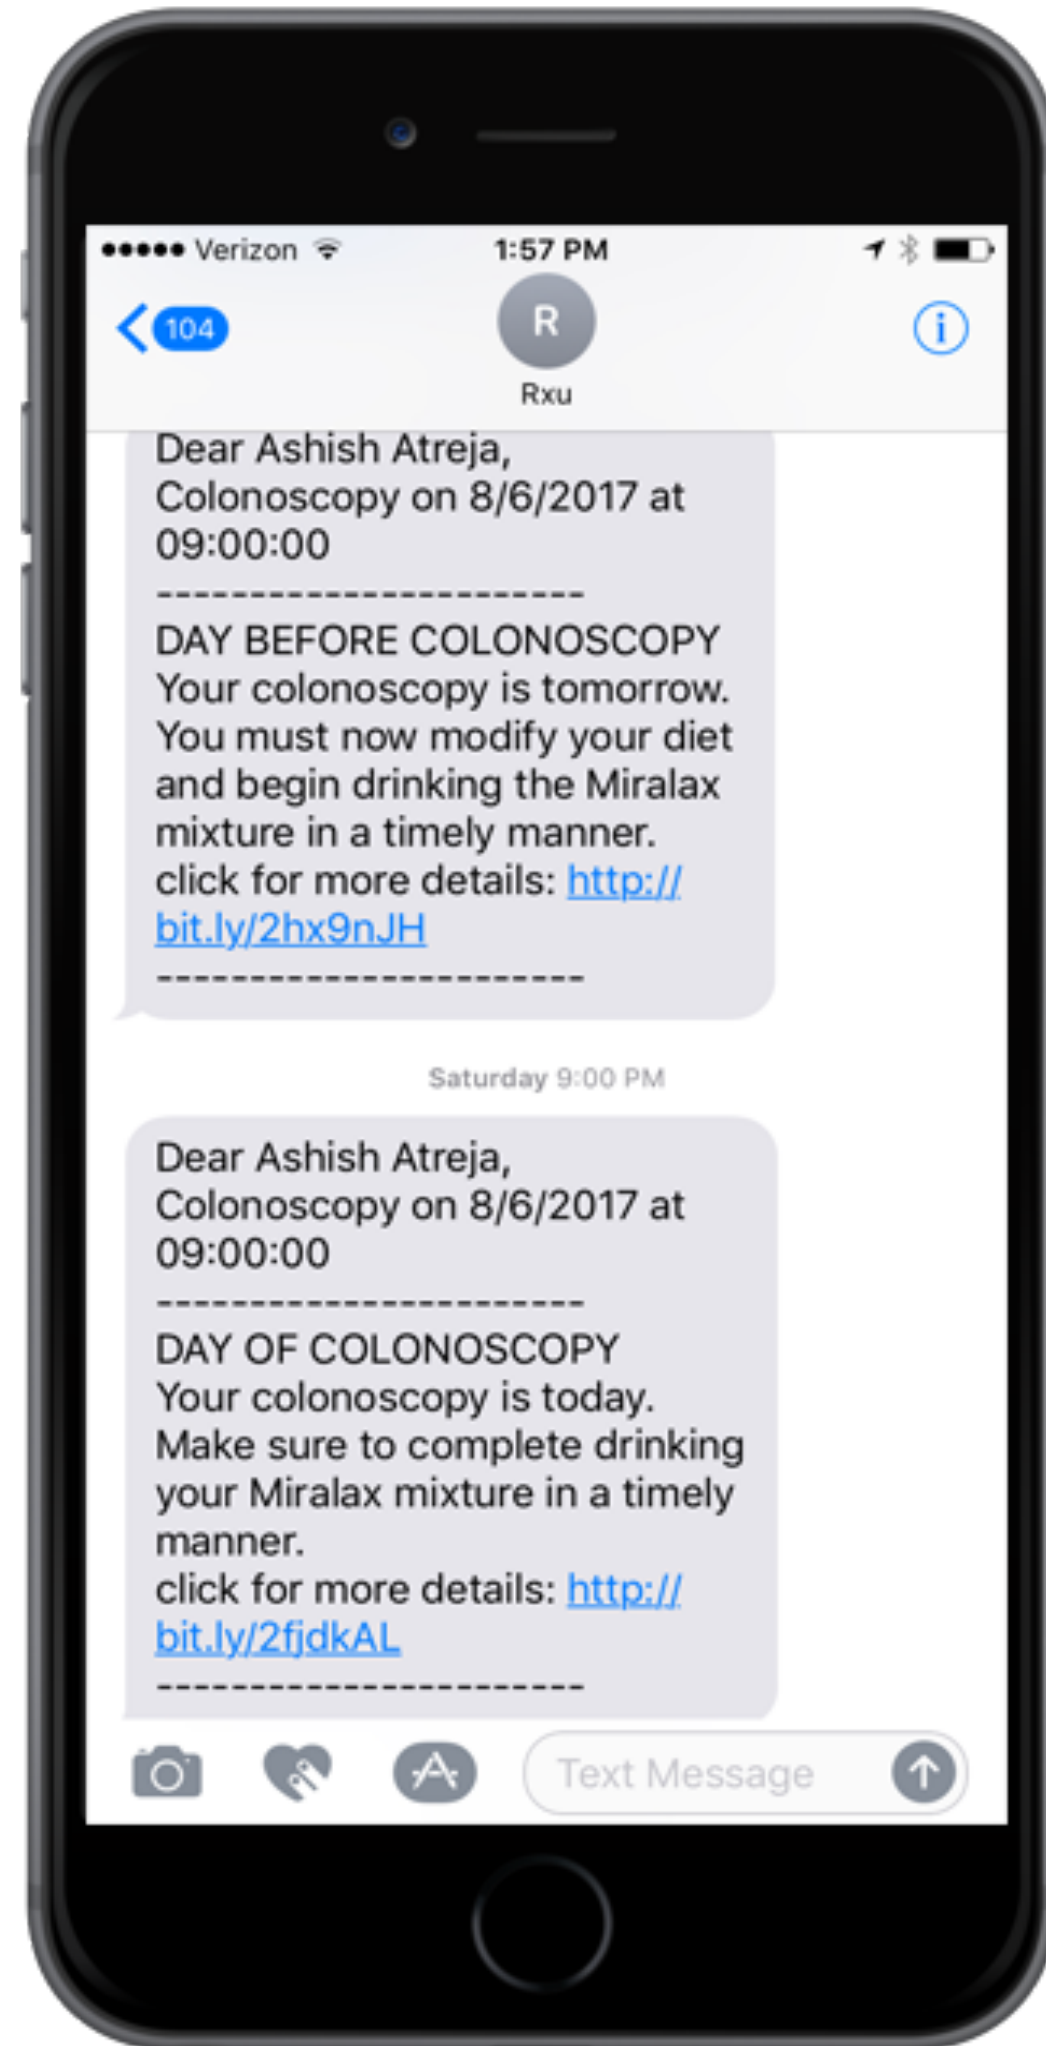 ●●●●● Verizon 1:57 PM
104
R
Rxu
Dear Ashish Atreja,
Colonoscopy on 8/6/2017 at
09:00:00
-----------------------
DAY BEFORE COLONOSCOPY
Your colonoscopy is tomorrow.
You must now modify your diet
and begin drinking the Miralax
mixture in a timely manner.
click for more details: http://
bit.ly/2hx9nJH
-----------------------
Saturday 9:00 PM
Dear Ashish Atreja,
Colonoscopy on 8/6/2017 at
09:00:00
-----------------------
DAY OF COLONOSCOPY
Your colonoscopy is today.
Make sure to complete drinking
your Miralax mixture in a timely
manner.
click for more details: http://
bit.ly/2fjdkAL
-----------------------
Text Message